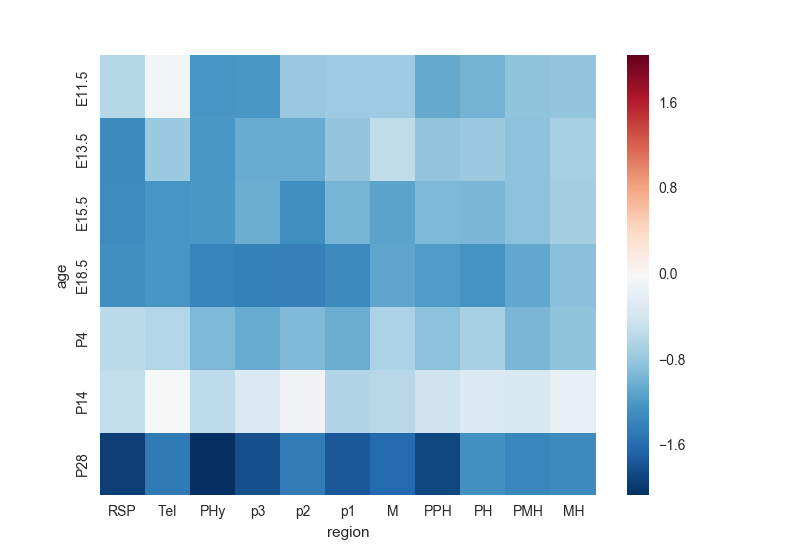 E11.5
E13.5
E15.5
E18.5
P4
P14
P28
age
RSP Tel PHy p3 p2 p1 M PPH PH PMH MH
region
1.6
0.8
0.0
−0.8
−1.6